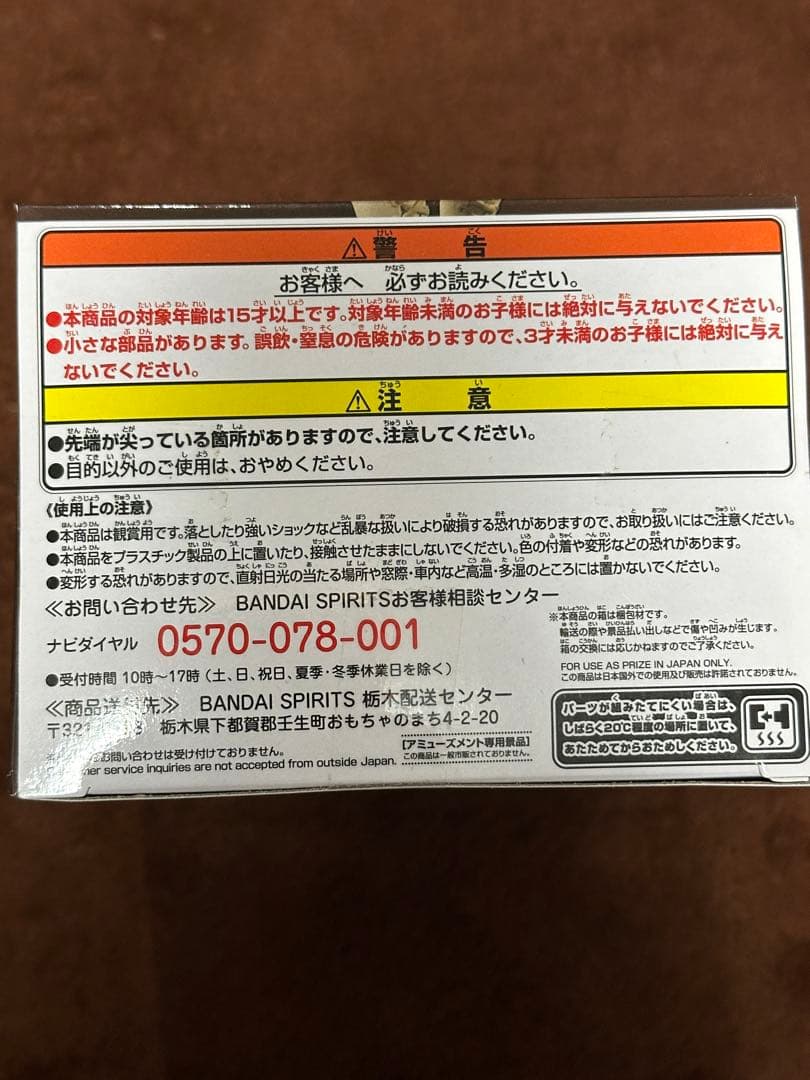 ⚠警告
お客様へ 必ずお読みください。
●本商品の対象年齢は15才以上です。対象年齢未満のお子様には絶対に与えないでください。
●小さな部品があります。誤飲・窒息の危険がありますので、3才未満のお子様には絶対に与え
ないでください。
⚠注意
●先端が尖っている箇所がありますので、注意してください。
●目的以外のご使用は、おやめください。
《使用上の注意》
●本商品は観賞用です。落としたり強いショックなど乱暴な扱いにより破損する恐れがありますので、お取り扱いにはご注意ください。
●本商品をプラスチック製品の上に置いたり、接触させたままにしないでください。色の付着や変形などの恐れがあります。
●変形する恐れがありますので、直射日光の当たる場所や窓際・車内など高温・多湿のところには置かないでください。
≪お問い合わせ先≫ BANDAI SPIRITSお客様相談センター
ナビダイヤル 0570-078-001
●受付時間 10時〜17時（土、日、祝日、夏季・冬季休業日を除く）
≪商品送付先≫ BANDAI SPIRITS 栃木配送センター
〒321 栃木県下都賀郡壬生町おもちゃのまち4-2-20
お問い合わせは受け付けておりません。
service inquiries are not accepted from outside Japan.
【アミューズメント専用景品】
この商品は一般市販されておりません。
※本商品の箱は梱包材です。
輸送の際や景品払い出しなどで傷や凹みが生じます。
箱の交換には応じかねますのでご了承ください。
FOR USE AS PRIZE IN JAPAN ONLY.
この商品は日本国外での使用及び販売は許諾されておりません。
パーツが組みたてにくい場合は、
しばらく20℃程度の場所に置いて、
あたためてからおためしください。